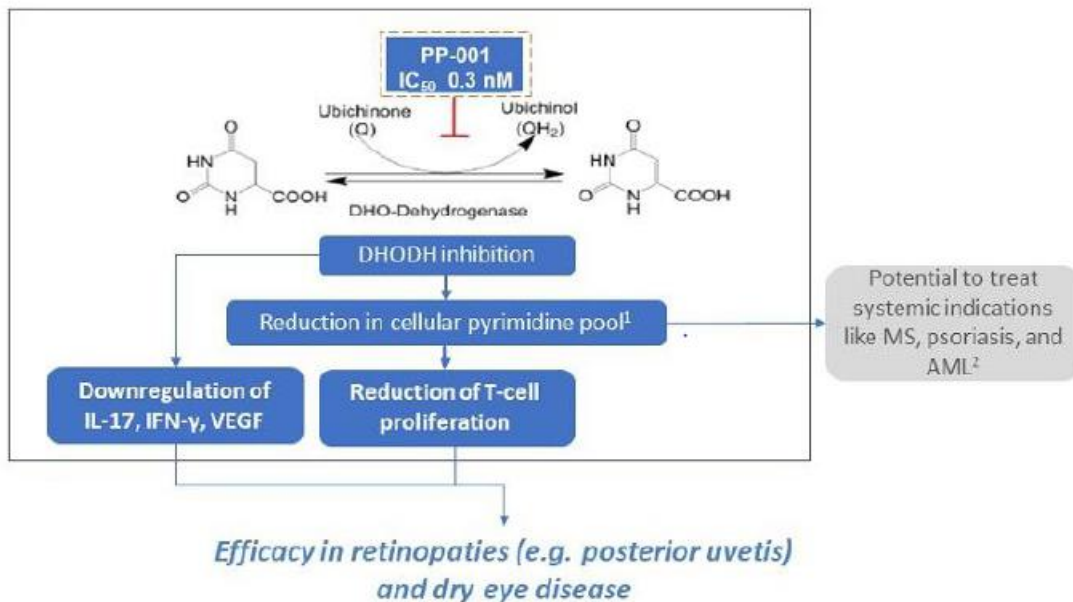 PP-001
IC50 0.3 nM
Ubichinone
(Q)
Ubichinol
(QH2)
O
HN
O
N
H
COOH
O
HN
O
N
H
COOH
DHO-Dehydrogenase
DHODH inhibition
Reduction in cellular pyrimidine pool1
Potential to treat
systemic indications
like MS, psoriasis, and
AML2
Downregulation of
IL-17, IFN-γ, VEGF
Reduction of T-cell
proliferation
Efficacy in retinopaties (e.g. posterior uvetis)
and dry eye disease